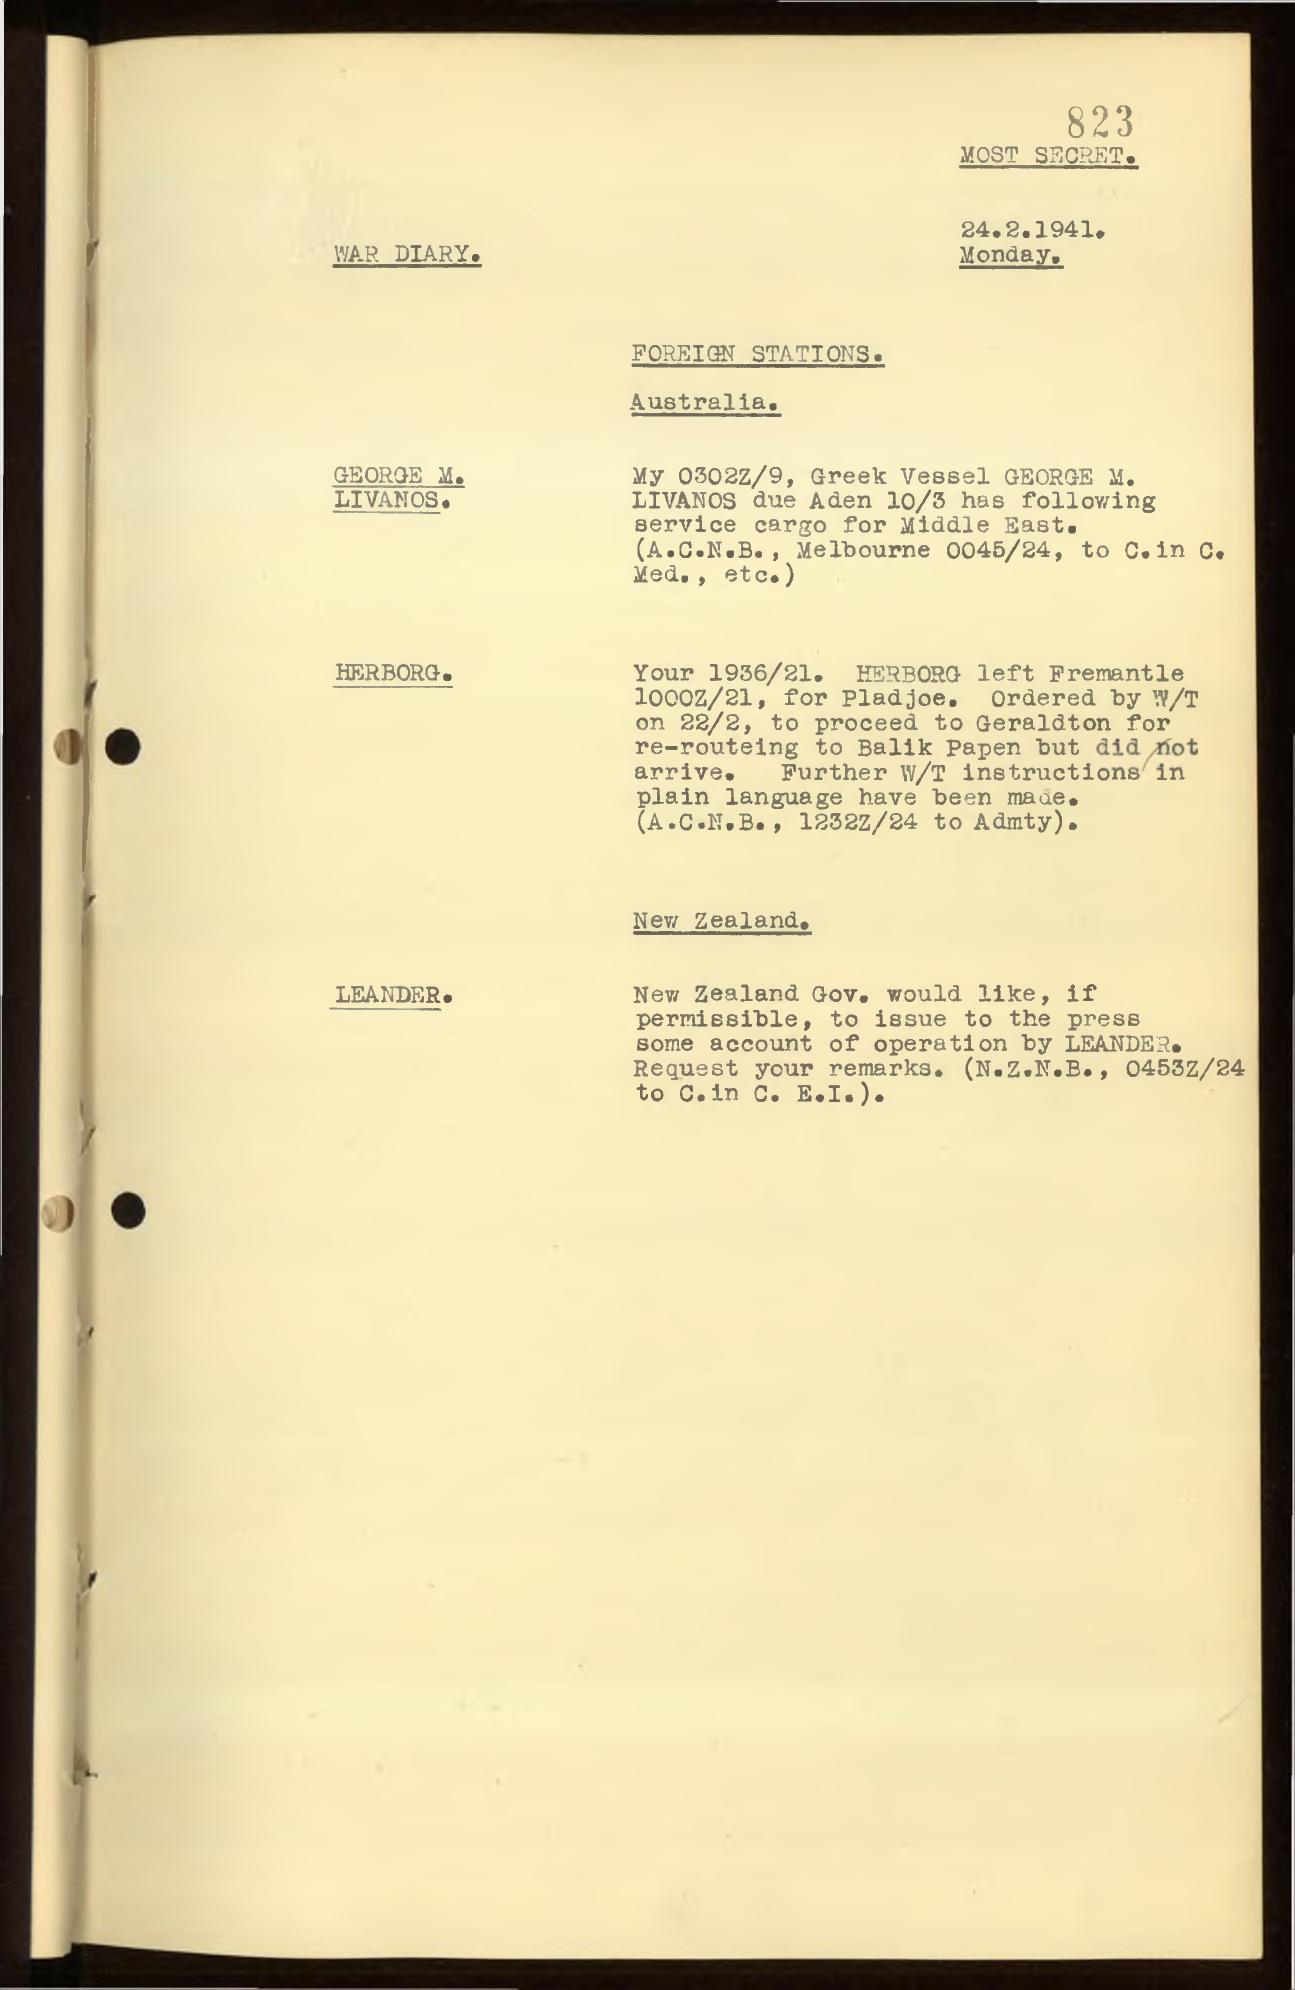 823
MOST SECRET.
24.2.1941.
WAR DIARY.
Monday.
FOREIGN STATIONS.
Australia.
GEORGE M.
LIVANOS.
My 0302Z/9, Greek Vessel GEORGE M.
LIVANOS due Aden 10/3 has following
service cargo for Middle East.
(A.C.N.B., Melbourne 0045/24, to C.in C.
Med., etc.)
HERBORG.
Your 1936/21. HERBORG left Fremantle
1000Z/21, for Pladjoe. Ordered by W/T
on 22/2, to proceed to Geraldton for
re-routeing to Balik Papen but did not
arrive. Further W/T instructions in
plain language have been made.
(A.C.N.B., 1232Z/24 to Admty).
New Zealand.
LEANDER.
New Zealand Gov. would like, if
permissible, to issue to the press
some account of operation by LEANDER.
Request your remarks. (N.Z.N.B., 0453Z/24
to C.in C. E.I.).